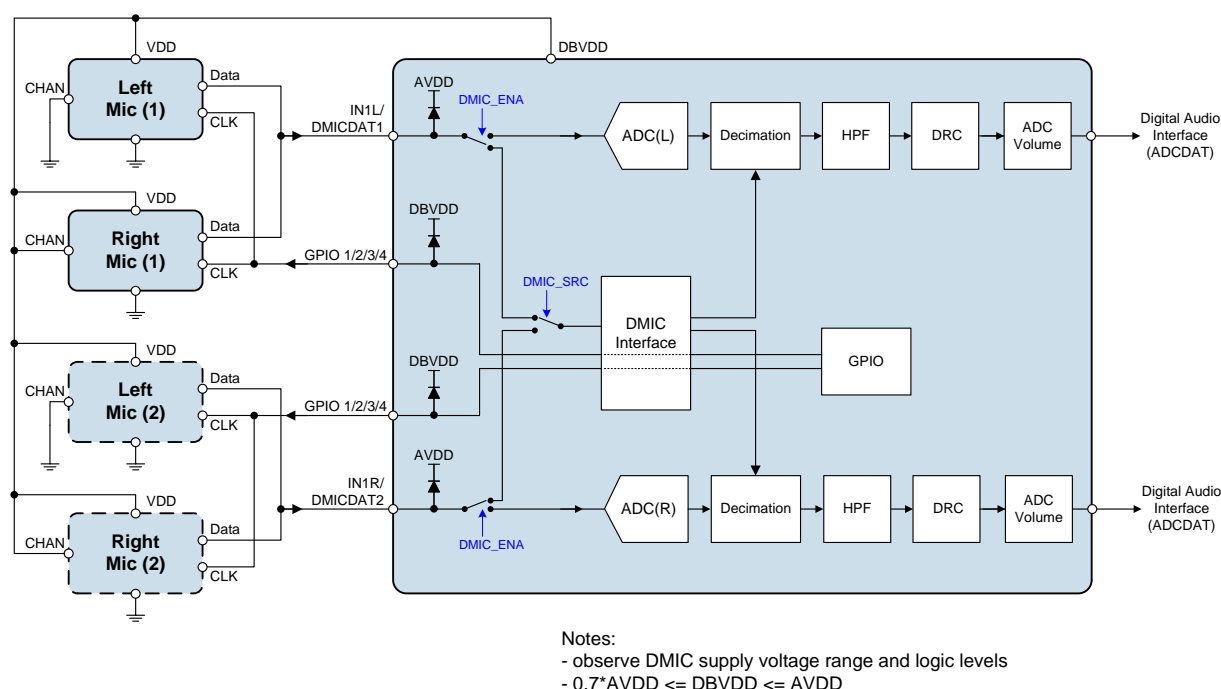 VDD
DBVDD
CHAN
Left
Mic (1)
Data
CLK
IN1L/
DMICDAT1
AVDD
DMIC_ENA
ADC(L)
Decimation
HPF
DRC
ADC
Volume
Digital Audio
Interface
(ADCDAT)
VDD
CHAN
Right
Mic (1)
Data
CLK
GPIO 1/2/3/4
DBVDD
DMIC_SRC
DMIC
Interface
GPIO
VDD
CHAN
Left
Mic (2)
Data
CLK
GPIO 1/2/3/4
DBVDD
VDD
CHAN
Right
Mic (2)
Data
CLK
IN1R/
DMICDAT2
AVDD
DMIC_ENA
ADC(R)
Decimation
HPF
DRC
ADC
Volume
Digital Audio
Interface
(ADCDAT)
Notes:
- observe DMIC supply voltage range and logic levels
- 0.7*AVDD <= DBVDD <= AVDD